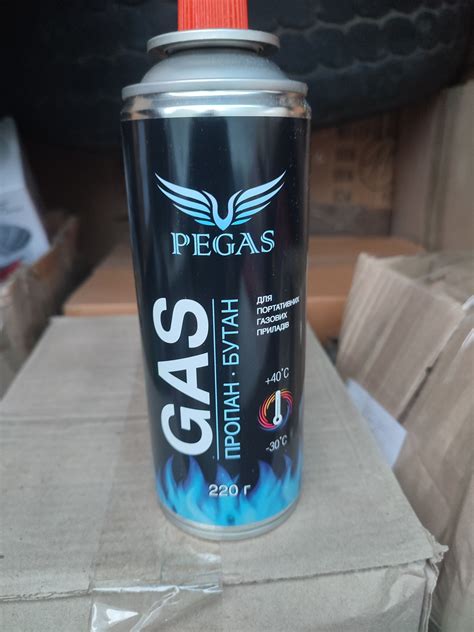 PEGAS
GAS
ПРОПАН · БУТАН
ДЛЯ
ПОРТАТИВНИХ
ГАЗОВИХ
ПРИЛАДІВ
+40°C
-30°C
220 г